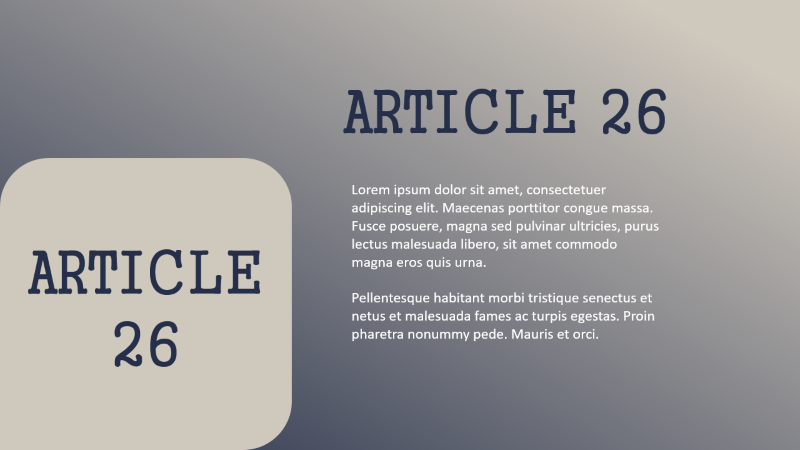 ARTICLE 26
Lorem ipsum dolor sit amet, consectetuer
adipiscing elit. Maecenas porttitor congue massa.
Fusce posuere, magna sed pulvinar ultricies, purus
lectus malesuada libero, sit amet commodo
magna eros quis urna.
Pellentesque habitant morbi tristique senectus et
netus et malesuada fames ac turpis egestas. Proin
pharetra nonummy pede. Mauris et orci.
ARTICLE
26